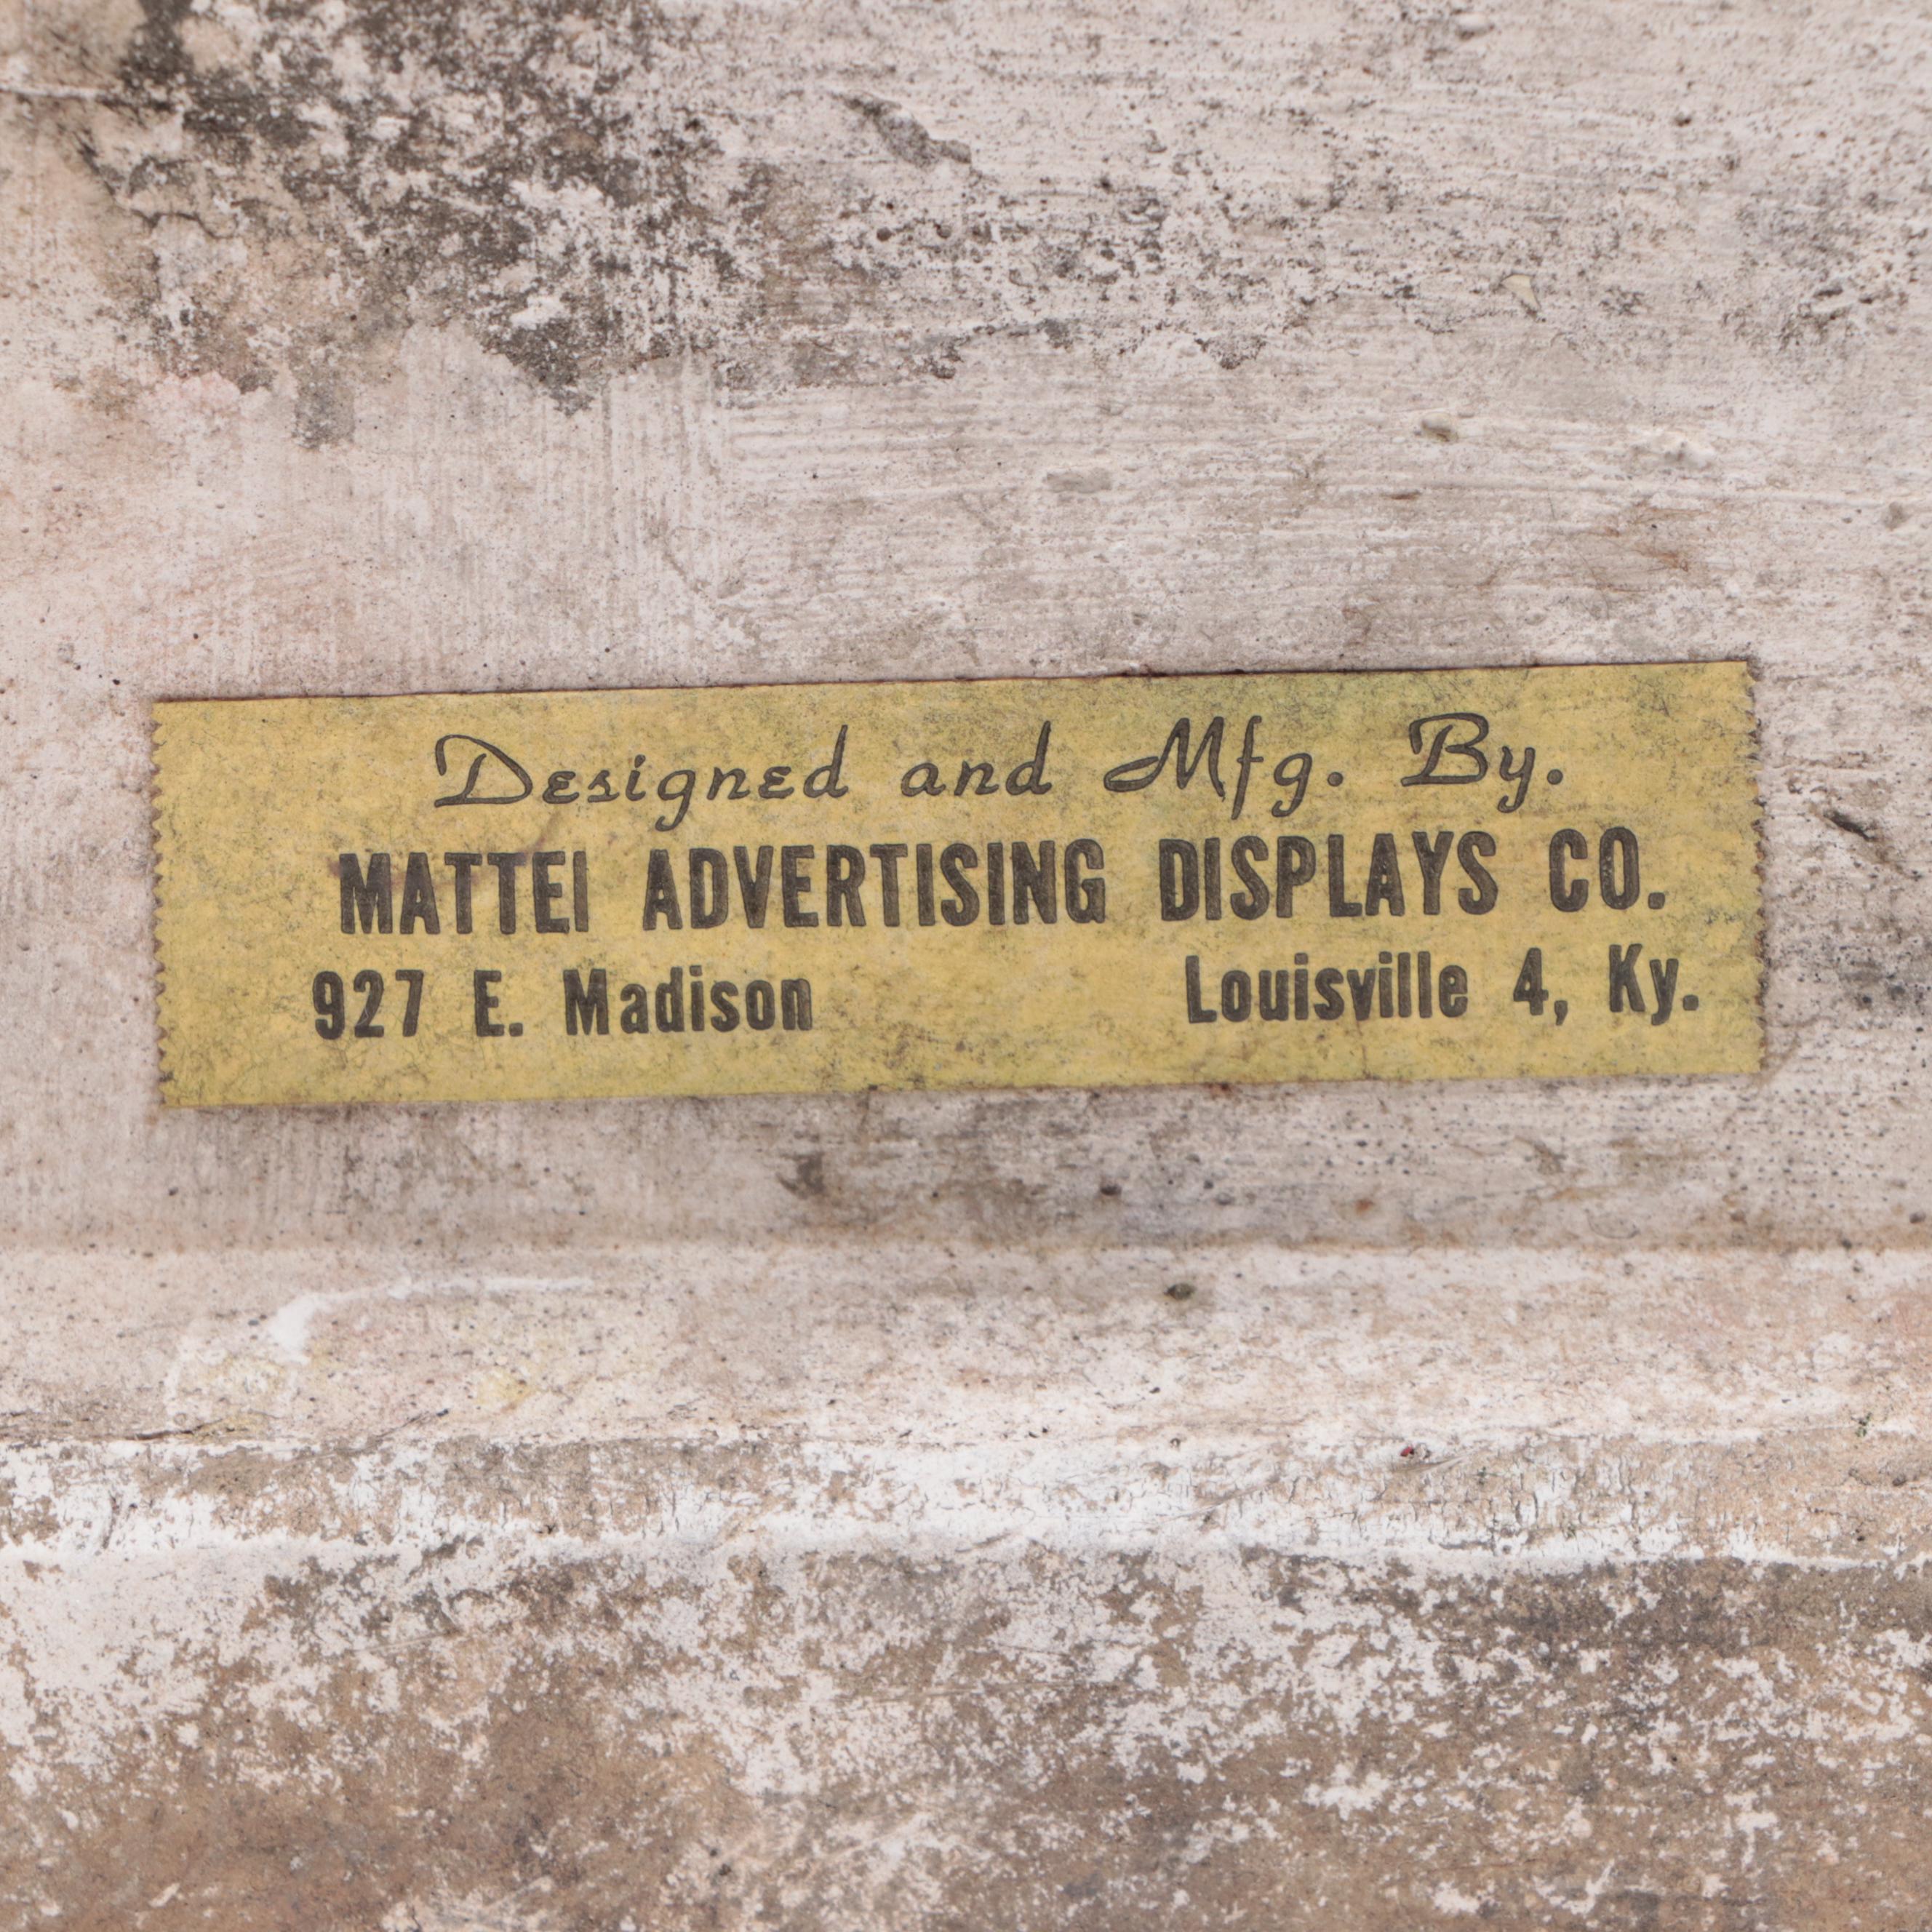 Designed and Mfg. By.
MATTEI ADVERTISING DISPLAYS CO.
927 E. Madison Louisville 4, Ky.